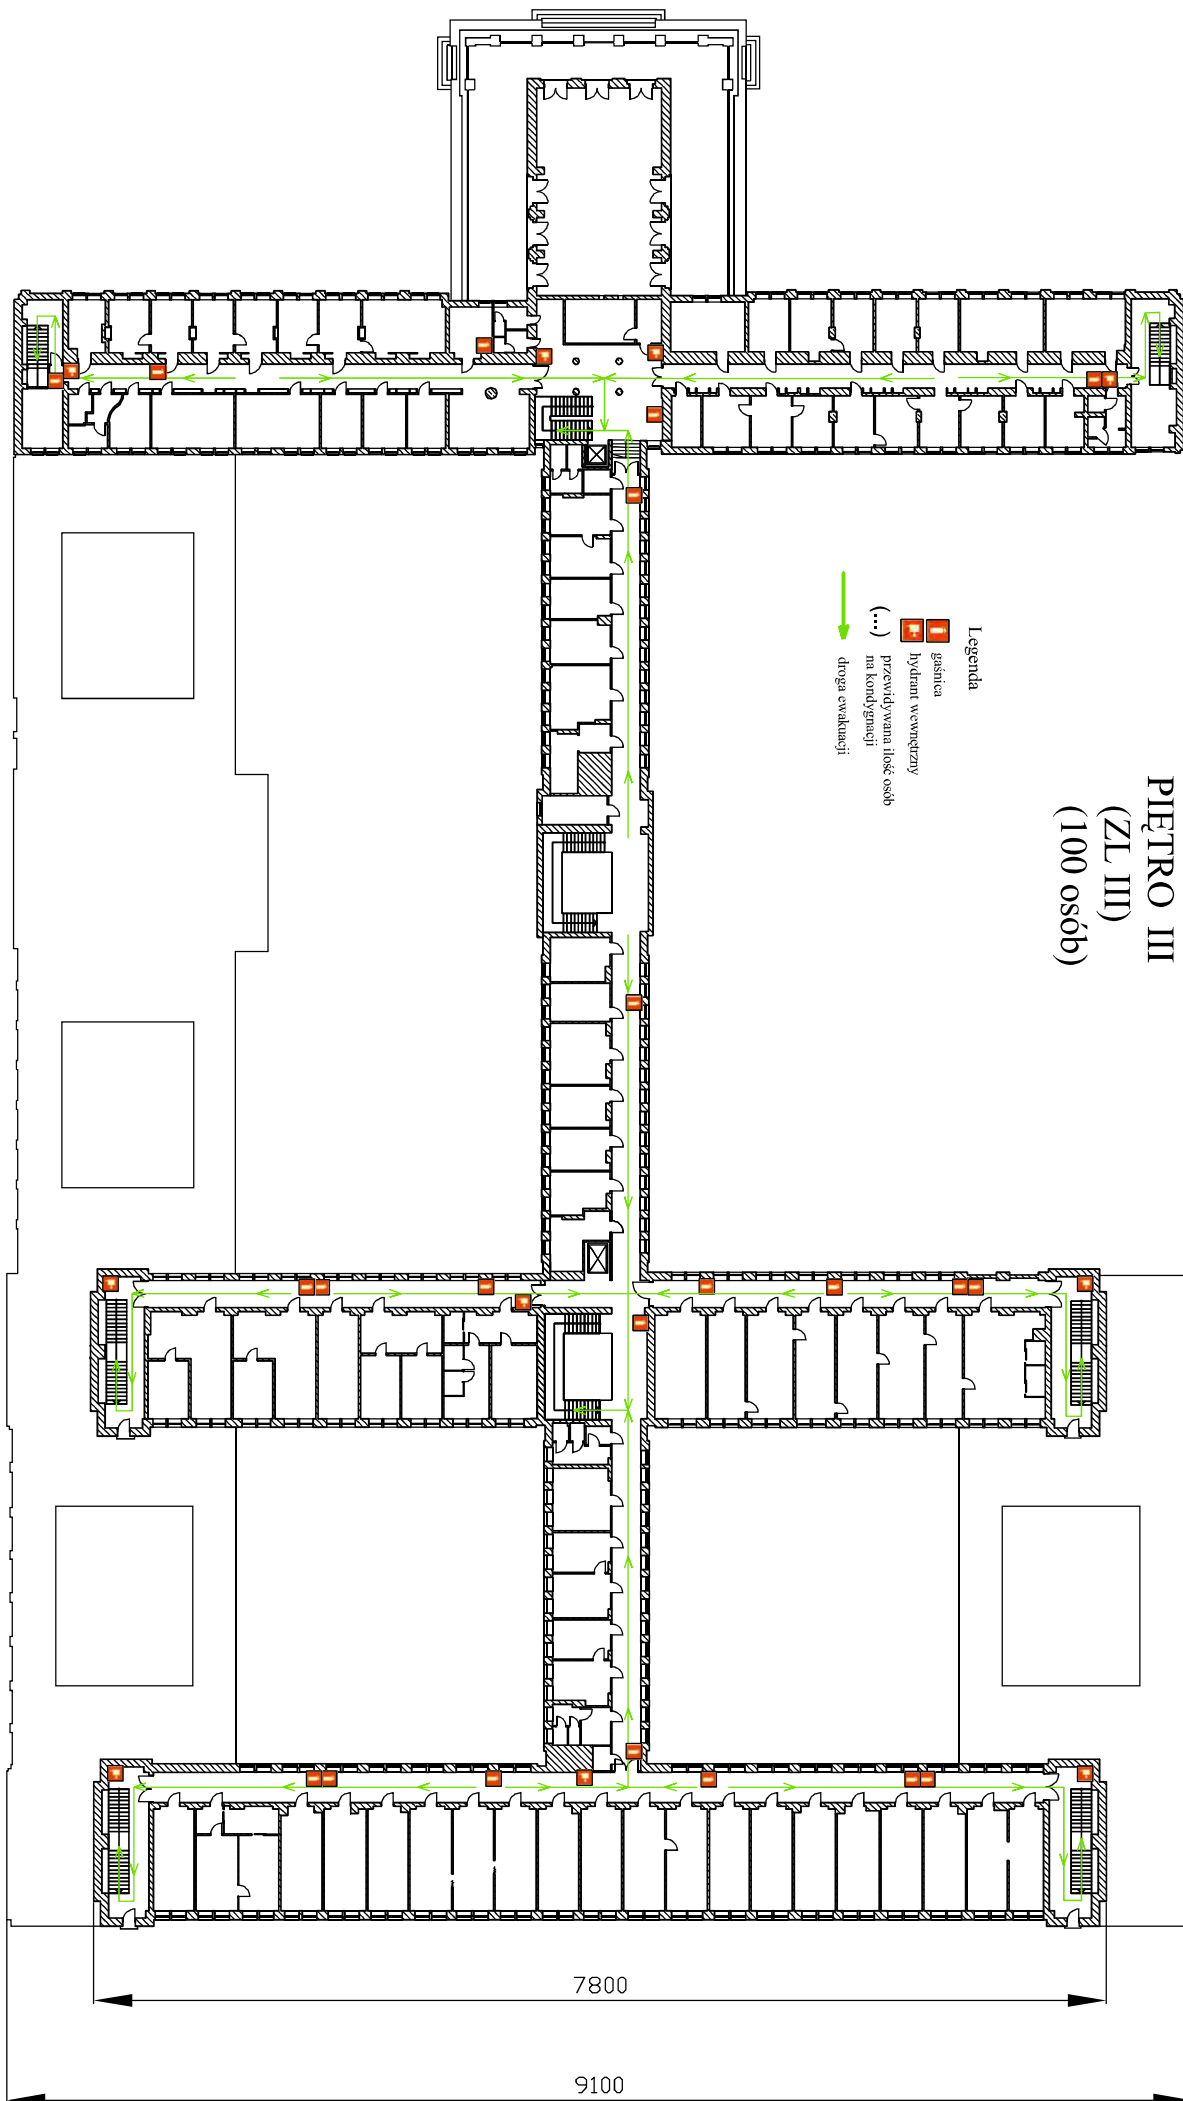 PIĘTRO III
(ZL III)
(100 osób)
Legenda
gaśnica
hydrant wewnętrzny
(...)
przewidywana ilość osób
na kondygnacji
droga ewakuacji
7800
9100